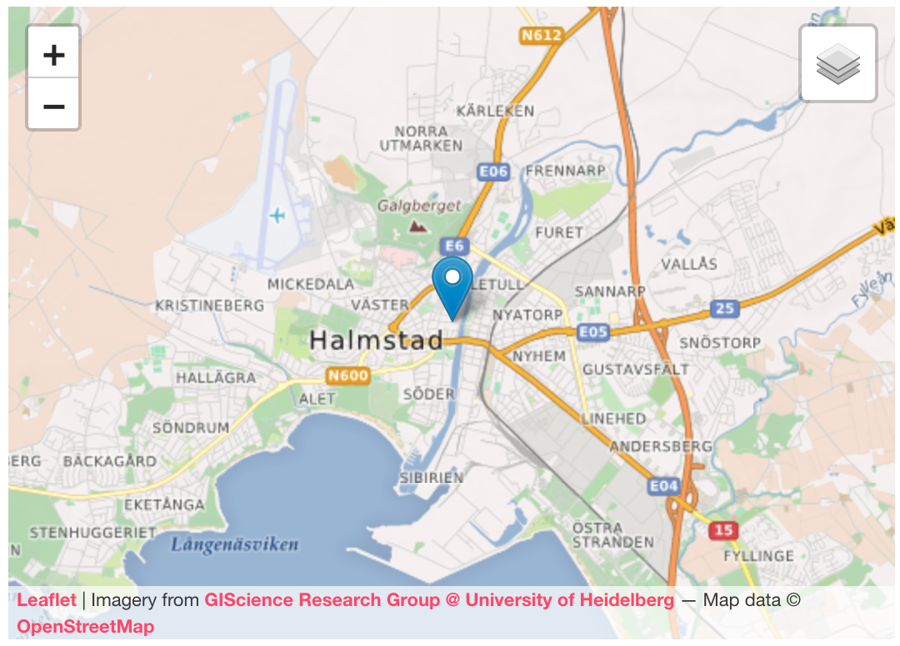 +
−
N612
KÄRLEKEN
NORRA
UTMARKEN
E06
FRENNARP
Galgberget
FURET
E6
VALLÅS
MICKEDALA
LETULL
SANNARP
KRISTINEBERG
VÄSTER
NYATORP
25
E05
Halmstad
SNÖSTORP
NYHEM
GUSTAVSFÄLT
HALLÄGRA
N600
ALET
SÖDER
LINEHED
SÖNDRUM
ANDERSBERG
ERG
BÄCKAGÅRD
SIBIRIEN
E04
EKETÅNGA
STENHUGGERIET
N
Långenäsviken
ÖSTRA
STRANDEN
15
FYLLINGE
Leaflet | Imagery from GIScience Research Group @ University of Heidelberg — Map data ©
OpenStreetMap